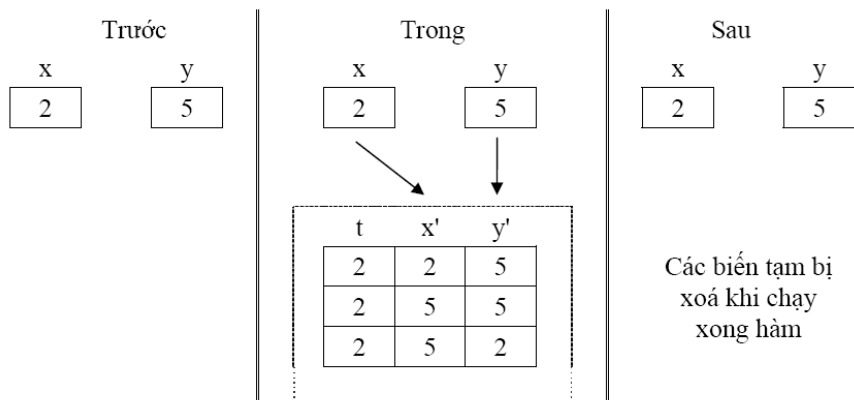 Trước Trong Sau
x y x y x y
2 5 2 5 2 5
t x' y'
2 2 5
2 5 5
2 5 2
Các biến tạm bị
xoá khi chạy
xong hàm